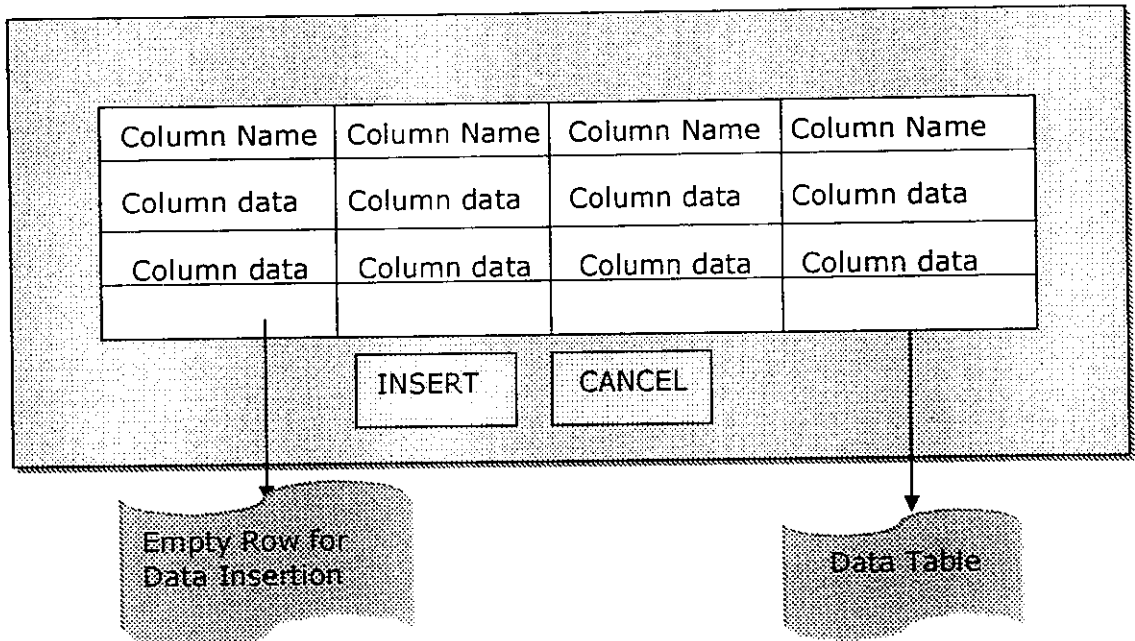 Column Name Column Name Column Name Column Name
Column data Column data Column data Column data
Column data Column data Column data Column data
INSERT CANCEL
Empty Row for
Data Insertion
Data Table